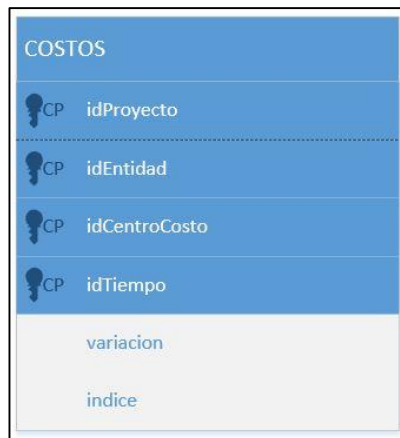 COSTOS
CP idProyecto
CP idEntidad
CP idCentroCosto
CP idTiempo
variacion
indice